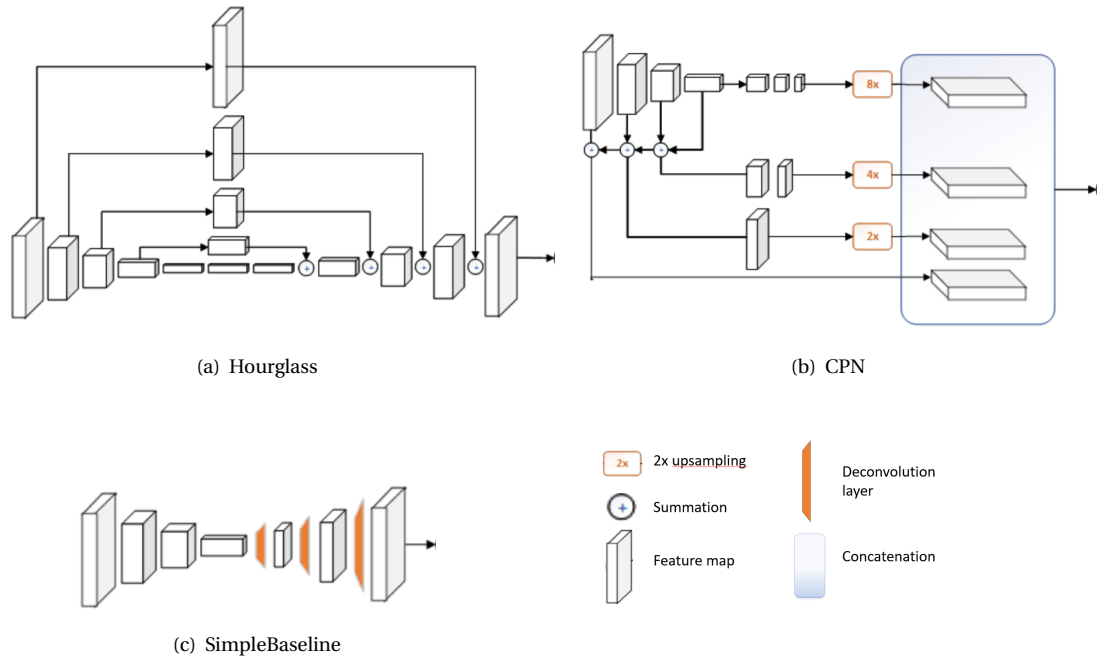 8x
4x
2x
(a) Hourglass
(b) CPN
2x
2x upsampling
Summation
Feature map
Deconvolution
layer
Concatenation
(c) SimpleBaseline